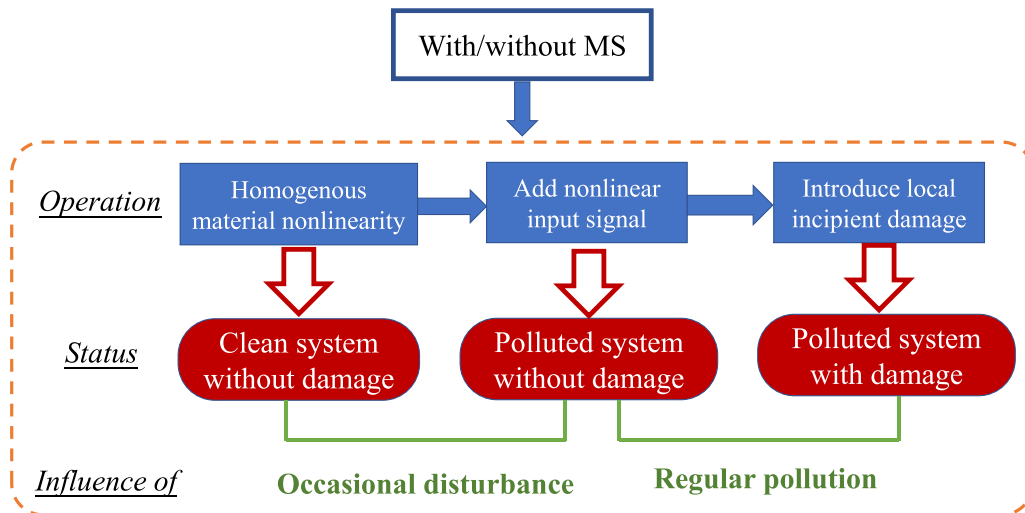 With/without MS
Operation
Homogenous
material nonlinearity
Add nonlinear
input signal
Introduce local
incipient damage
Status
Clean system
without damage
Polluted system
without damage
Polluted system
with damage
Influence of
Occasional disturbance
Regular pollution